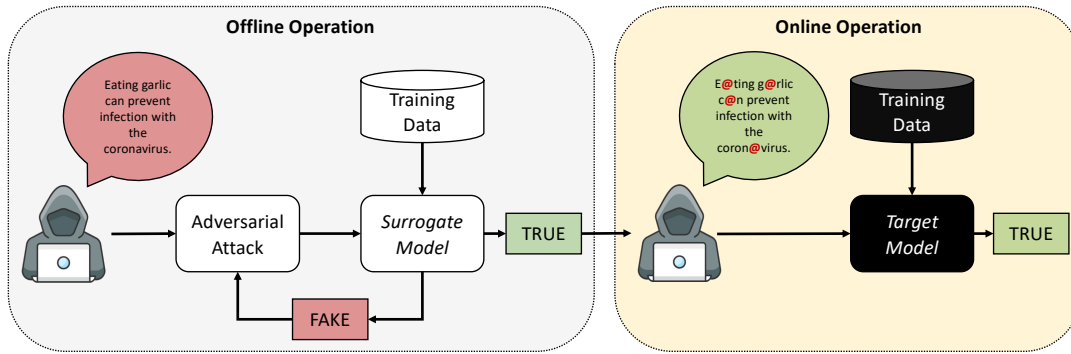 Offline Operation
Eating garlic
can prevent
infection with
the
coronavirus.
Training
Data
Adversarial
Attack
Surrogate
Model
TRUE
FAKE
Online Operation
E@ting g@rlic
c@n prevent
infection with
the
coron@virus.
Training
Data
Target
Model
TRUE